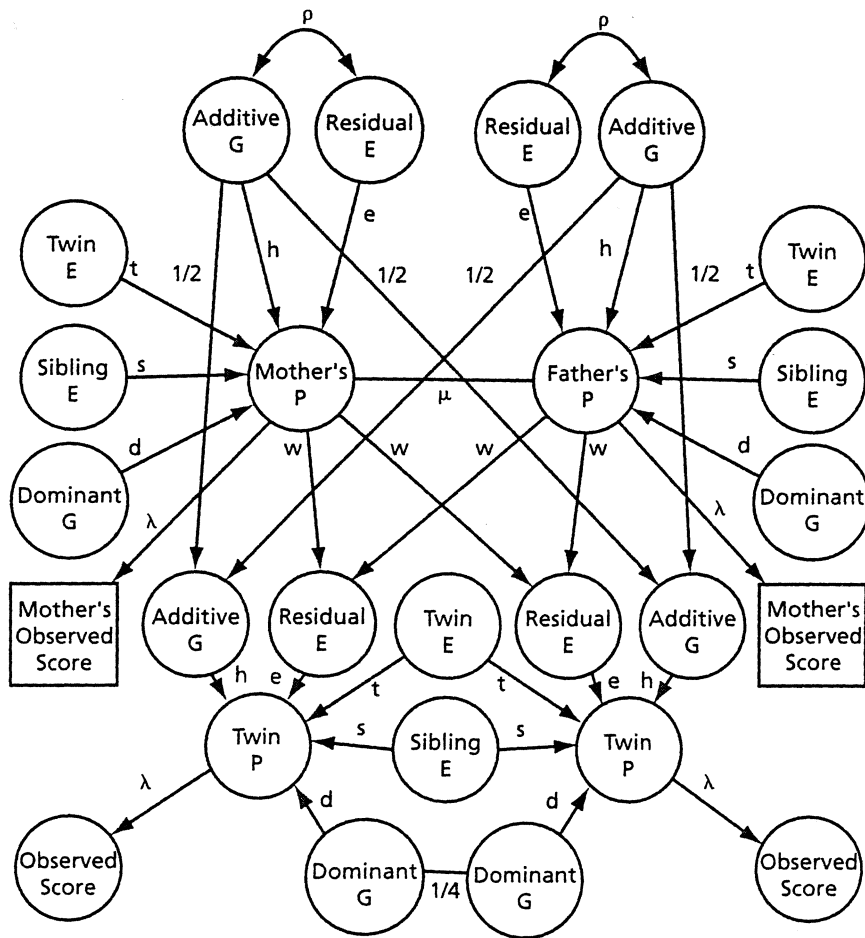 ρ
ρ
Additive
G
Residual
E
Residual
E
Additive
G
e
e
h
h
Twin
E
t
1/2
1/2
1/2
1/2
t
Twin
E
Sibling
E
s
Mother's
P
μ
Father's
P
s
Sibling
E
d
w
w
w
w
d
Dominant
G
λ
λ
Dominant
G
Mother's
Observed
Score
Additive
G
Residual
E
Twin
E
Residual
E
Additive
G
Mother's
Observed
Score
h
e
t
t
e
h
Twin
P
s
Sibling
E
s
Twin
P
λ
d
d
λ
Observed
Score
Dominant
G
1/4
Dominant
G
Observed
Score